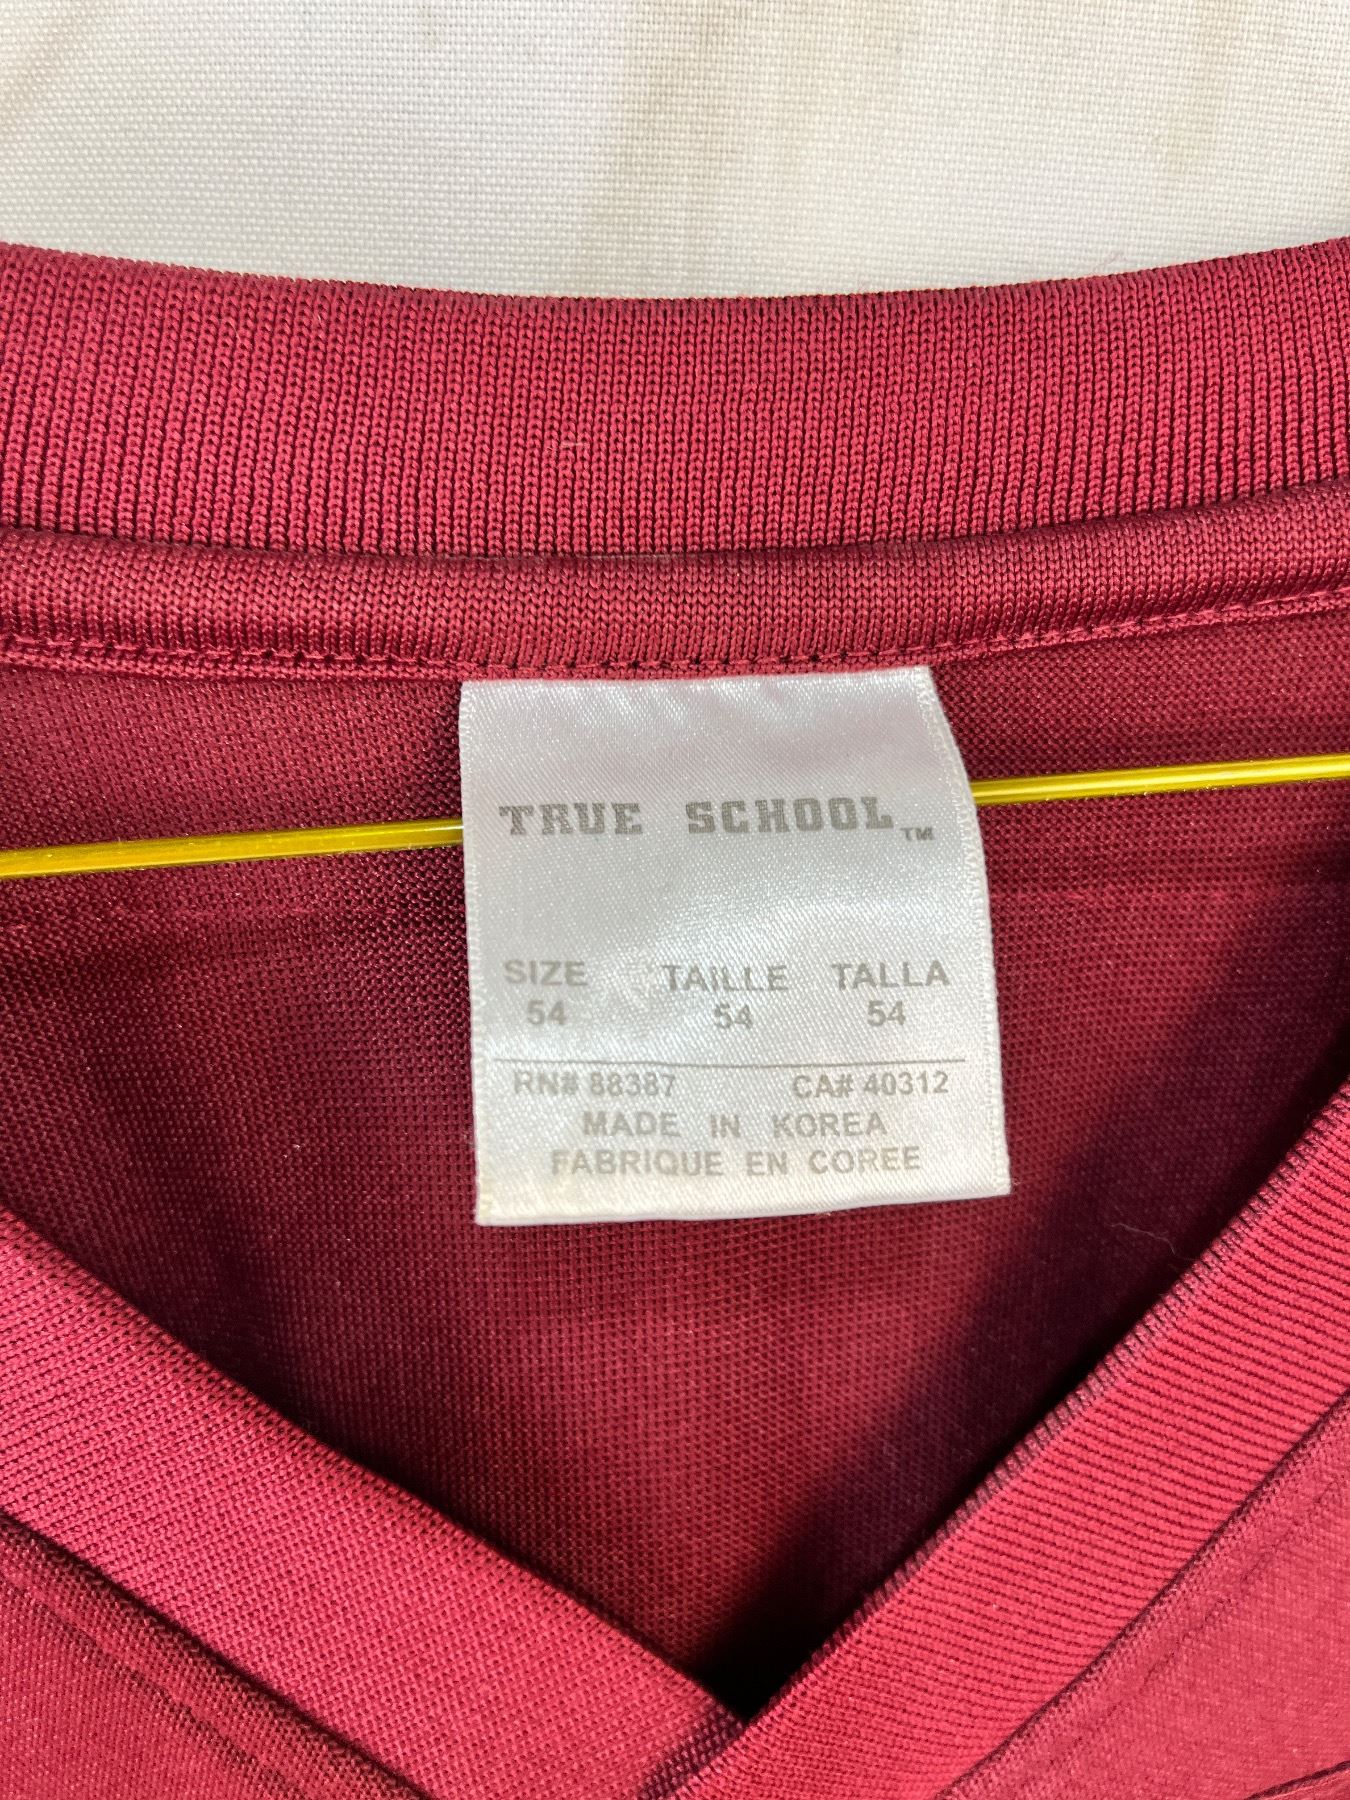 TRUE SCHOOL™
SIZE TAILLE TALLA
54 54 54
RN# 88387 CA# 40312
MADE IN KOREA
FABRIQUE EN COREE